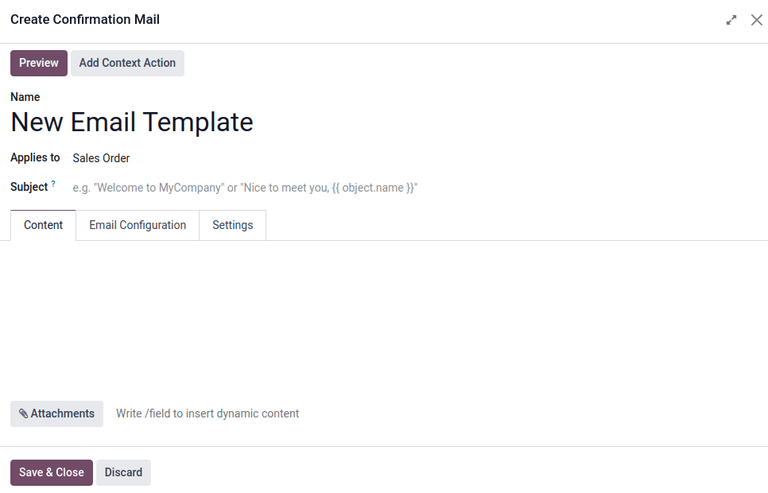 Create Confirmation Mail
Preview Add Context Action
Name
New Email Template
Applies to Sales Order
Subject ? e.g. "Welcome to MyCompany" or "Nice to meet you, {{ object.name }}"
Content Email Configuration Settings
Attachments Write /field to insert dynamic content
Save & Close Discard